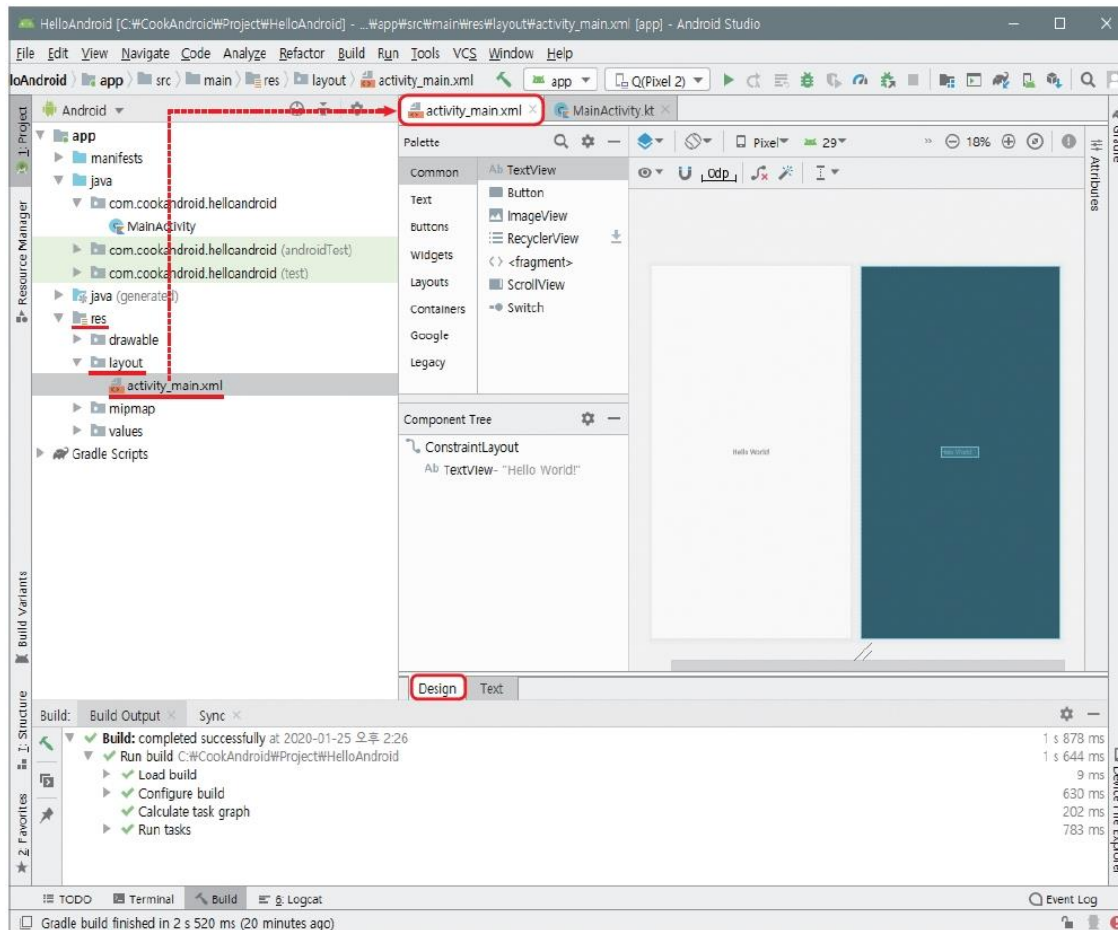 HelloAndroid [C:₩CookAndroid₩Project₩HelloAndroid] - ...₩app₩src₩main₩res₩layout₩activity_main.xml [app] - Android Studio
File Edit View Navigate Code Analyze Refactor Build Run Tools VCS Window Help
loAndroid app src main res layout activity_main.xml app Q(Pixel 2)
1: Project
Resource Manager
Build Variants
Z: Structure
2: Favorites
Android
app
manifests
java
com.cookandroid.helloandroid
MainActivity
com.cookandroid.helloandroid (androidTest)
com.cookandroid.helloandroid (test)
java (generated)
res
drawable
layout
activity_main.xml
mipmap
values
Gradle Scripts
activity_main.xml MainActivity.kt
Palette
Common
Text
Buttons
Widgets
Layouts
Containers
Google
Legacy
Ab TextView
Button
ImageView
RecyclerView
<> <fragment>
ScrollView
Switch
Component Tree
ConstraintLayout
Ab TextView- "Hello World!"
Pixel 29 » 18%
0dp
Hello World!
Design Text
Gradle
Attributes
Device File Explorer
Build: Build Output Sync
Build: completed successfully at 2020-01-25 오후 2:26 1 s 878 ms
Run build C:₩CookAndroid₩Project₩HelloAndroid 1 s 644 ms
Load build 9 ms
Configure build 630 ms
Calculate task graph 202 ms
Run tasks 783 ms
TODO Terminal Build 6: Logcat Event Log
Gradle build finished in 2 s 520 ms (20 minutes ago)